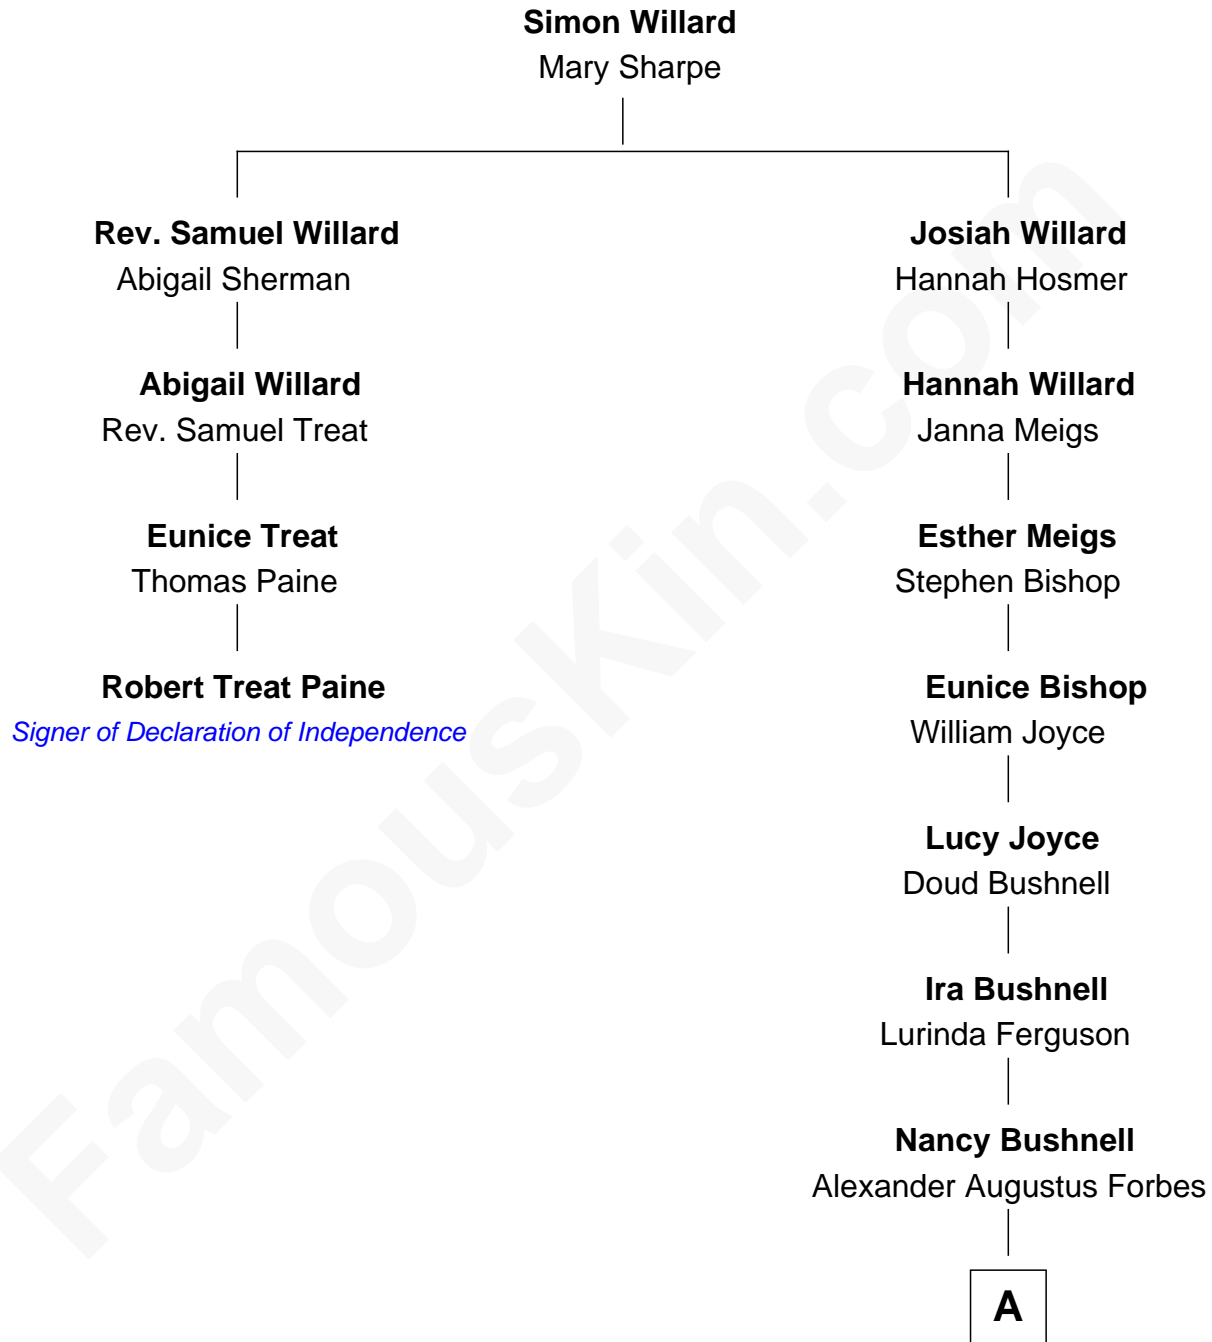 Simon Willard
Mary Sharpe
Rev. Samuel Willard
Abigail Sherman
Abigail Willard
Rev. Samuel Treat
Eunice Treat
Thomas Paine
Robert Treat Paine
Signer of Declaration of Independence
Josiah Willard
Hannah Hosmer
Hannah Willard
Janna Meigs
Esther Meigs
Stephen Bishop
Eunice Bishop
William Joyce
Lucy Joyce
Doud Bushnell
Ira Bushnell
Lurinda Ferguson
Nancy Bushnell
Alexander Augustus Forbes
A
FamousKin.com